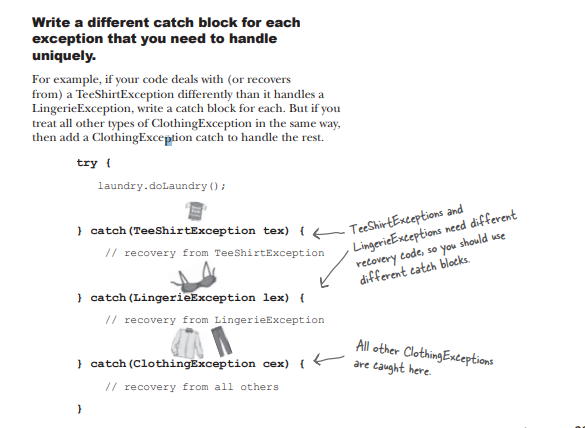 Write a different catch block for each
exception that you need to handle
uniquely.
For example, if your code deals with (or recovers
from) a TeeShirtException differently than it handles a
LingerieException, write a catch block for each. But if you
treat all other types of ClothingException in the same way,
then add a ClothingException catch to handle the rest.
try {
laundry.doLaundry();
} catch(TeeShirtException tex) {
// recovery from TeeShirtException
TeeShirtExceptions and
LingerieExceptions need different
recovery code, so you should use
different catch blocks.
} catch(LingerieException lex) {
// recovery from LingerieException
} catch(ClothingException cex) {
// recovery from all others
All other ClothingExceptions
are caught here.
}